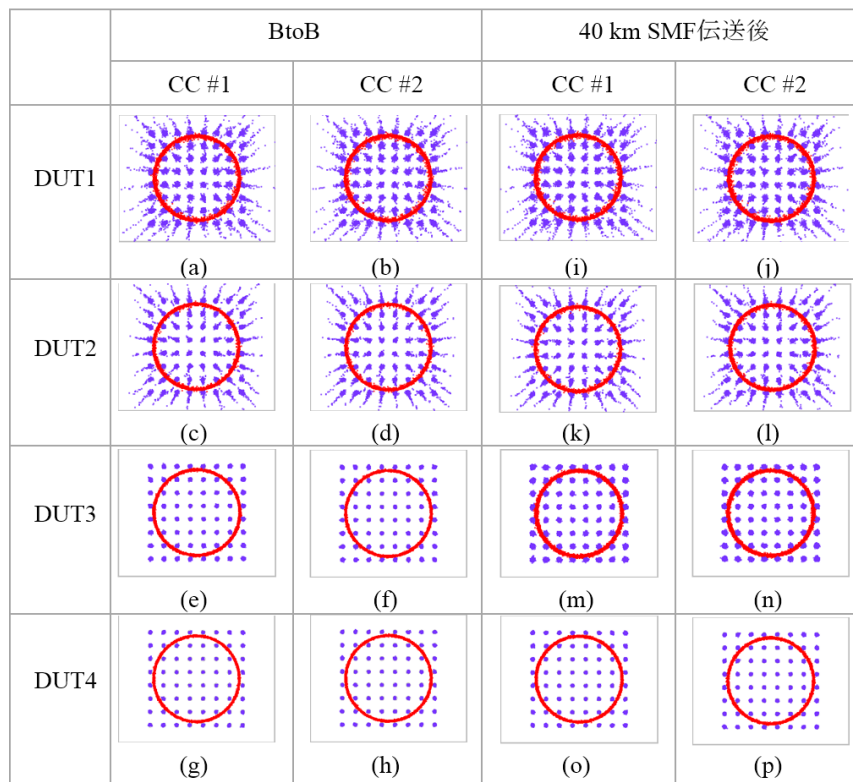 BtoB 40 km SMF伝送後
CC #1 CC #2 CC #1 CC #2
DUT1
(a) (b) (i) (j)
DUT2
(c) (d) (k) (l)
DUT3
(e) (f) (m) (n)
DUT4
(g) (h) (o) (p)